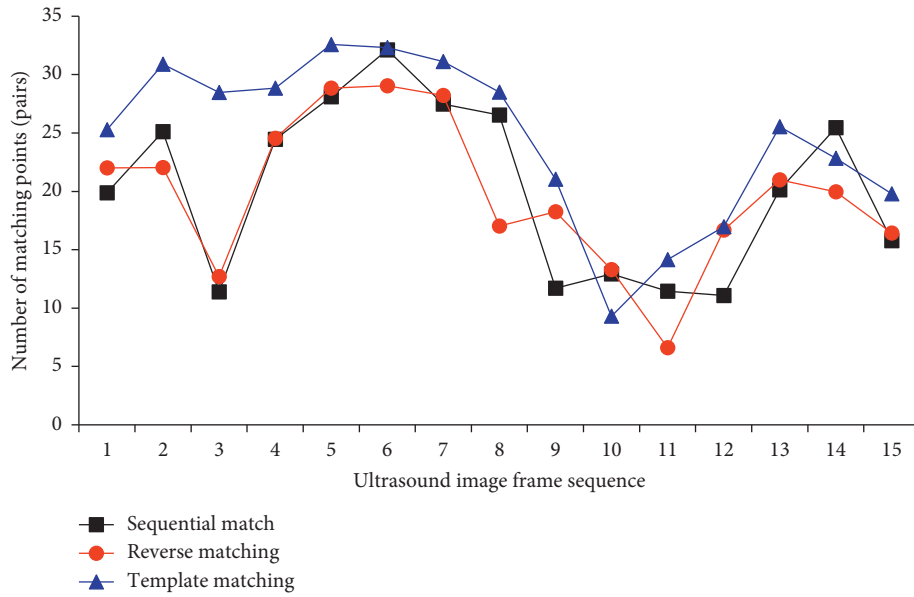 Number of matching points (pairs)
35
30
25
20
15
10
5
0
1 2 3 4 5 6 7 8 9 10 11 12 13 14 15
Ultrasound image frame sequence
Sequential match
Reverse matching
Template matching